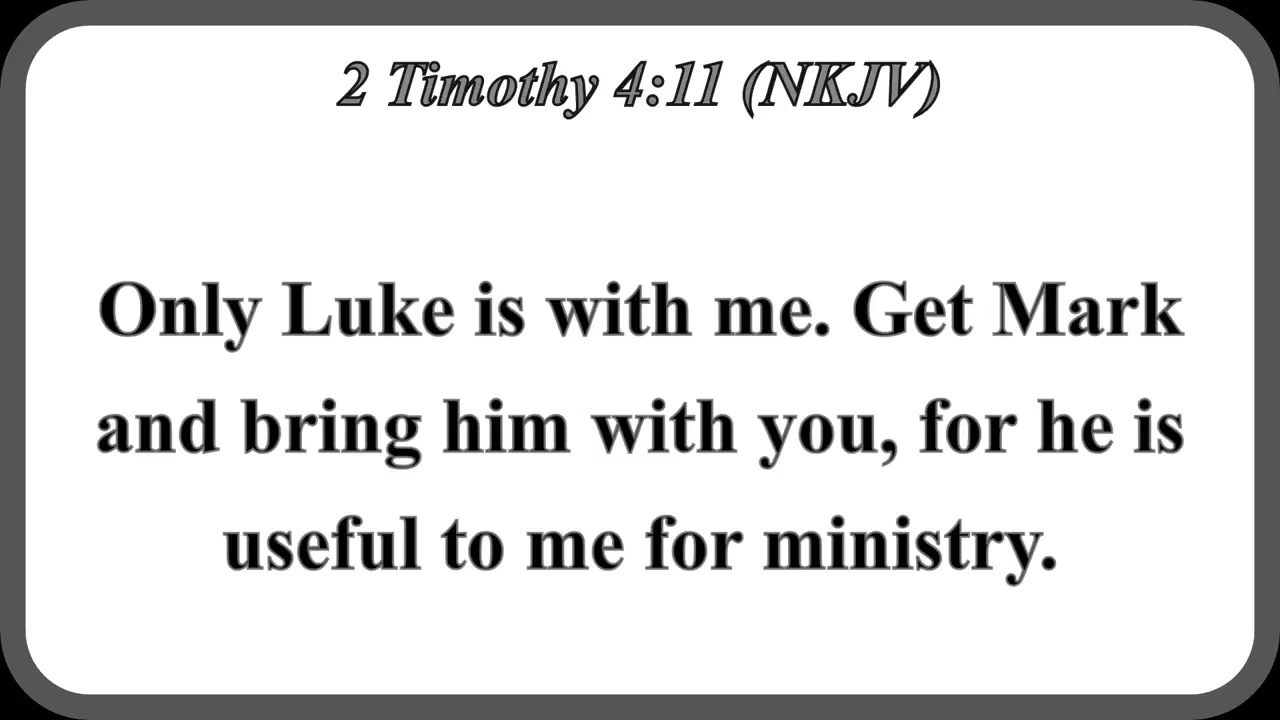 2 Timothy 4:11 (NKJV)
Only Luke is with me. Get Mark
and bring him with you, for he is
useful to me for ministry.